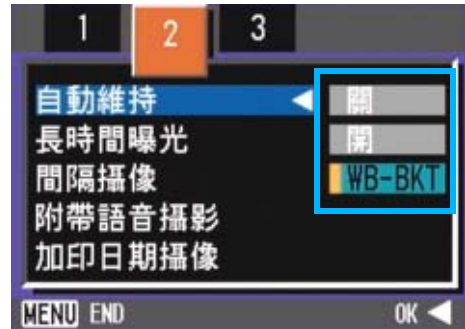 1 2 3
自動維持 關
長時間曝光 開
間隔攝像 WB-BKT
附帶語音攝影
加印日期攝像
MENU END OK